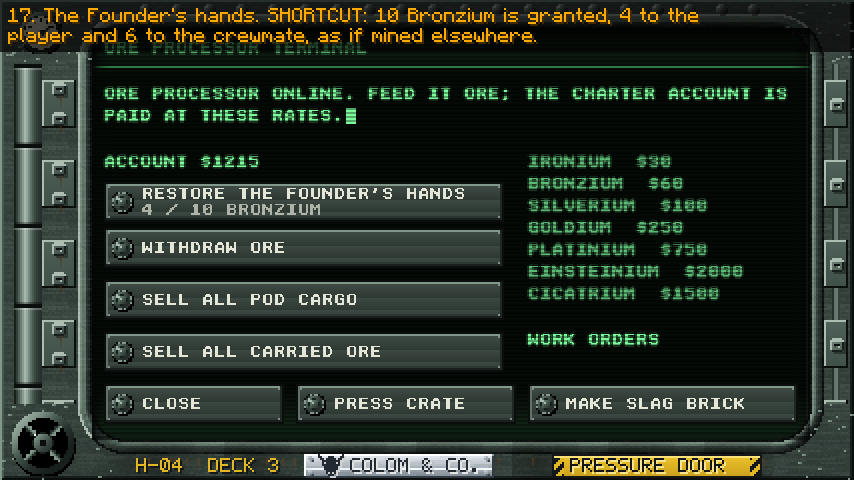 17. The Founder's hands. SHORTCUT: 10 Bronzium is granted, 4 to the
player and 6 to the crewmate, as if mined elsewhere.
ORE PROCESSOR TERMINAL
ORE PROCESSOR ONLINE. FEED IT ORE; THE CHARTER ACCOUNT IS
PAID AT THESE RATES.
ACCOUNT $1215
RESTORE THE FOUNDER'S HANDS
4 / 10 BRONZIUM
WITHDRAW ORE
SELL ALL POD CARGO
SELL ALL CARRIED ORE
IRONIUM $30
BRONZIUM $60
SILVERIUM $100
GOLDIUM $250
PLATINIUM $750
EINSTEINIUM $2000
CICATRIUM $1500
WORK ORDERS
CLOSE
PRESS CRATE
MAKE SLAG BRICK
H-04 DECK 3
COLOM & CO.
PRESSURE DOOR